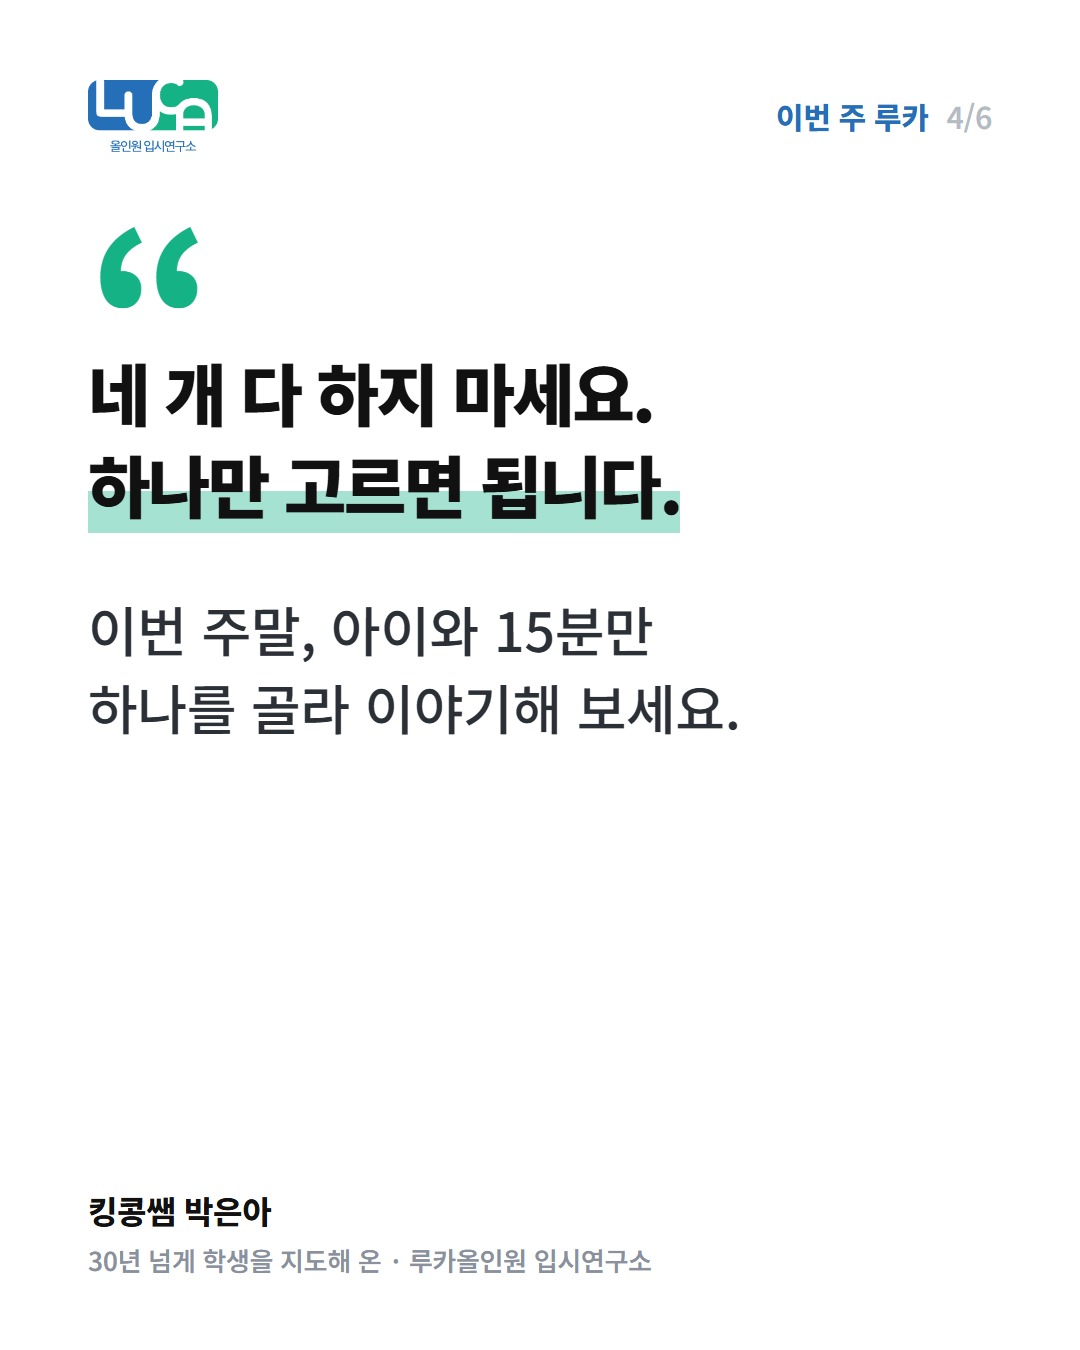 LUCA
올인원 입시연구소
이번 주 루카 4/6
“
네 개 다 하지 마세요.
하나만 고르면 됩니다.
이번 주말, 아이와 15분만
하나를 골라 이야기해 보세요.
킹콩쌤 박은아
30년 넘게 학생을 지도해 온 · 루카올인원 입시연구소